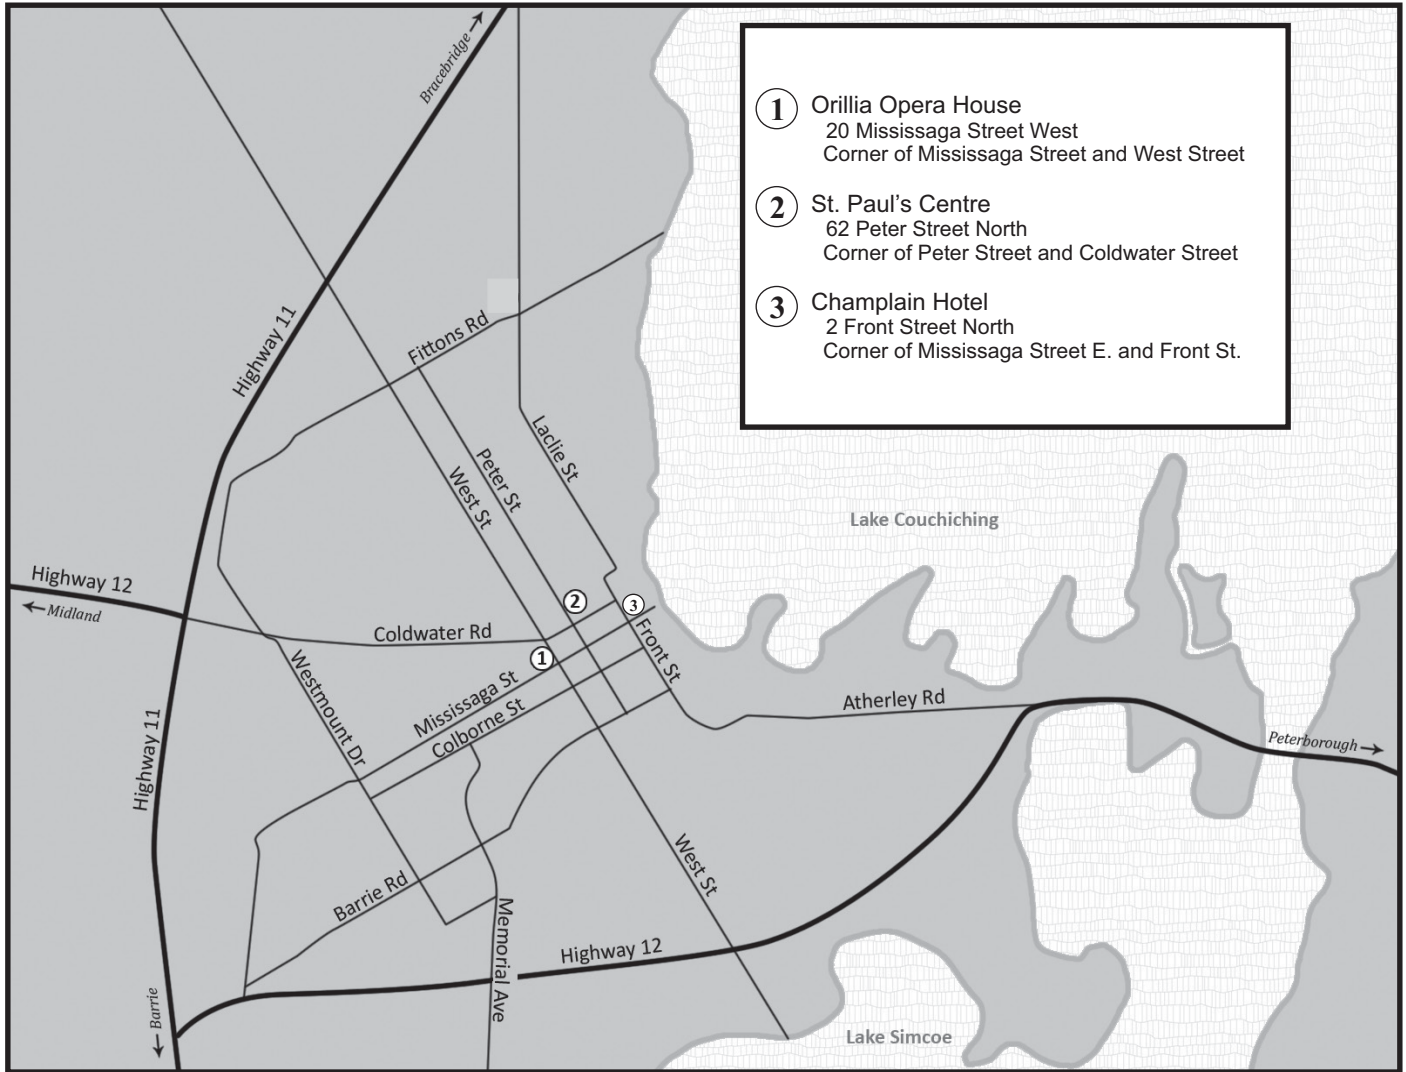 1 Orillia Opera House
20 Mississaga Street West
Corner of Mississaga Street and West Street
2 St. Paul's Centre
62 Peter Street North
Corner of Peter Street and Coldwater Street
3 Champlain Hotel
2 Front Street North
Corner of Mississaga Street E. and Front St.
Bracebridge
Highway 11
Fittons Rd
Laclie St
Peter St
West St
Lake Couchiching
Highway 12
Midland
Coldwater Rd
2
3
1
Front St
Westmount Dr
Mississaga St
Colborne St
Atherley Rd
Highway 11
Peterborough
West St
Barrie Rd
Memorial Ave
Highway 12
Barrie
Lake Simcoe